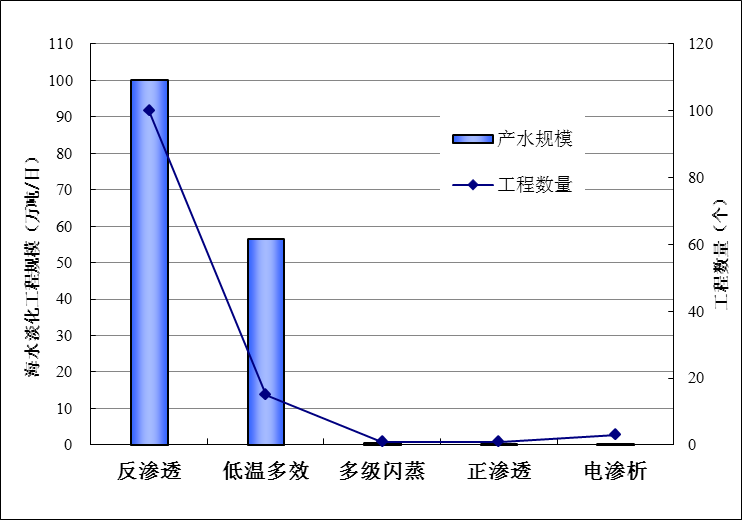 海水淡化工程规模（万吨/日）
110
100
90
80
70
60
50
40
30
20
10
0
产水规模
工程数量
120
100
80
60
40
20
0
工程数量（个）
反渗透
低温多效
多级闪蒸
正渗透
电渗析